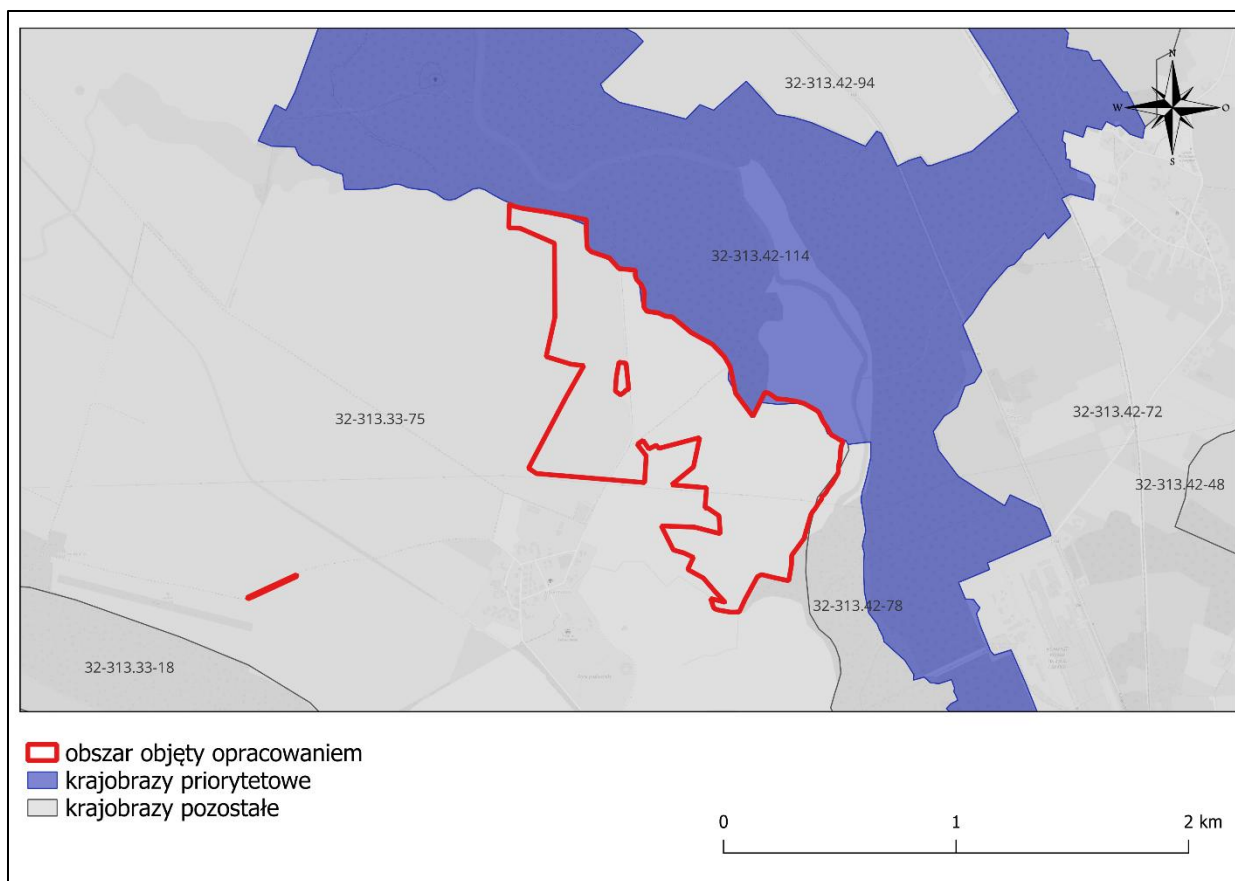 32-313.42-94
N
W
O
S
32-313.42-114
32-313.33-75
32-313.42-72
32-313.42-48
32-313.42-78
32-313.33-18
obszar objęty opracowaniem
krajobrazy priorytetowe
krajobrazy pozostałe
0 1 2 km